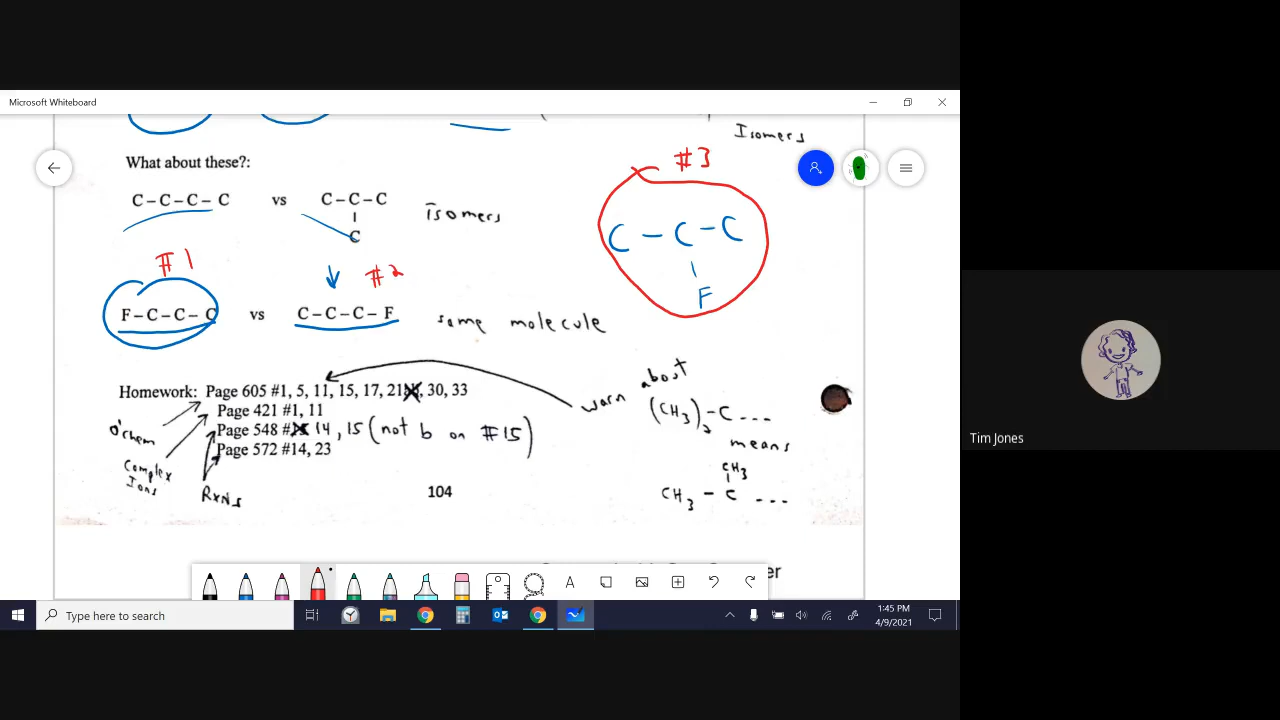 Microsoft Whiteboard
Isomers
What about these?:
#3
C – C – C – C vs C – C – C isomers
C
C – C – C
F
#1
#2
F – C – C – C vs C – C – C – F same molecule
Homework: Page 605 #1, 5, 11, 15, 17, 21, 30, 33
Page 421 #1, 11
Page 548 # 14, 15 (not b on #15)
Page 572 #14, 23
O'Chem
Complex
Ions
RXNs
warn about
(CH3)2 – C ---
means
CH3
CH3 – C ---
104
er
A
Tim Jones
Type here to search
1:45 PM
4/9/2021